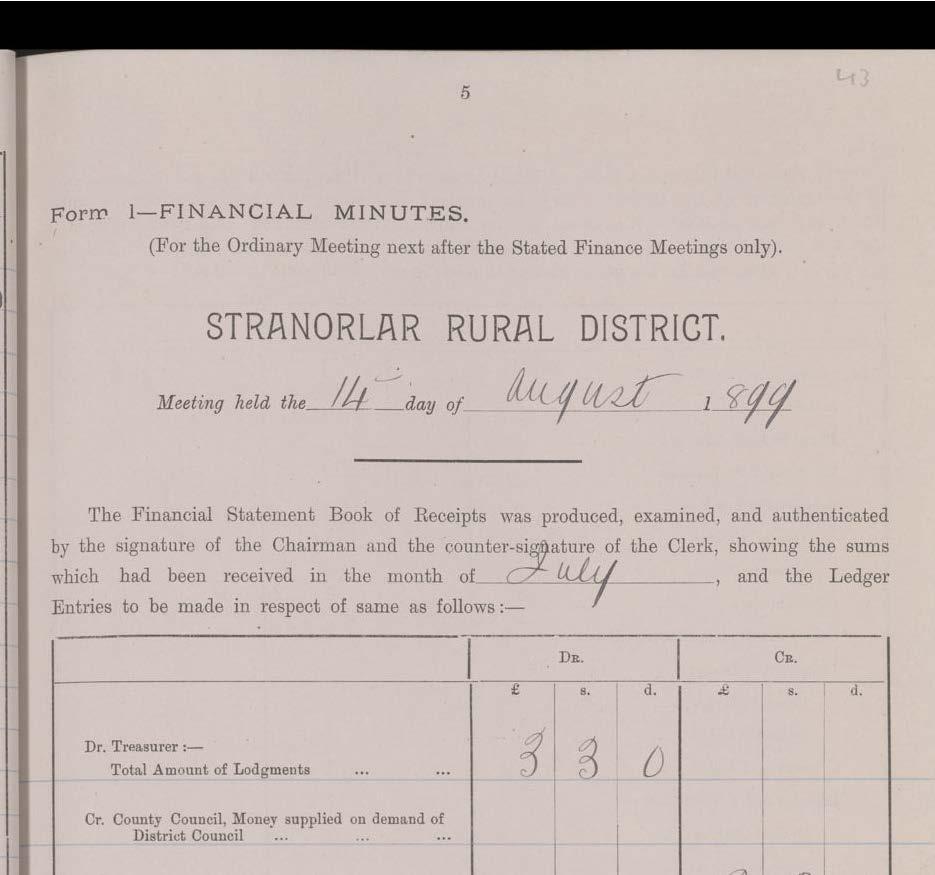 43
5
Form 1—FINANCIAL MINUTES.
(For the Ordinary Meeting next after the Stated Finance Meetings only).
STRANORLAR RURAL DISTRICT.
Meeting held the 14 day of August 1899
The Financial Statement Book of Receipts was produced, examined, and authenticated
by the signature of the Chairman and the counter-signature of the Clerk, showing the sums
which had been received in the month of July, and the Ledger
Entries to be made in respect of same as follows:—
DR. CR.
£ s. d. £ s. d.
Dr. Treasurer:—
Total Amount of Lodgments ... ... 3 3 0
Cr. County Council, Money supplied on demand of
District Council ... ... ...